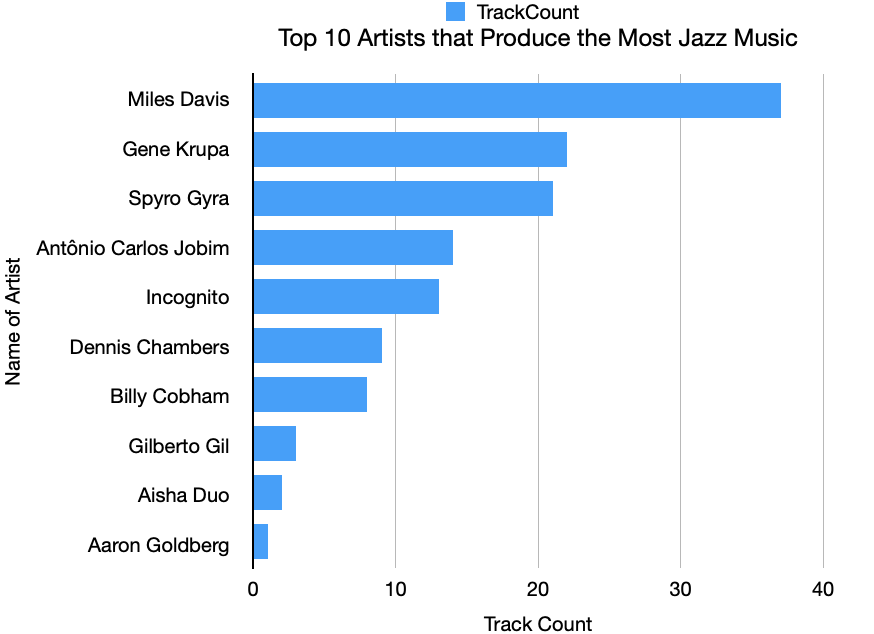 TrackCount
Top 10 Artists that Produce the Most Jazz Music
Name of Artist
Miles Davis
Gene Krupa
Spyro Gyra
Antônio Carlos Jobim
Incognito
Dennis Chambers
Billy Cobham
Gilberto Gil
Aisha Duo
Aaron Goldberg
0 10 20 30 40
Track Count